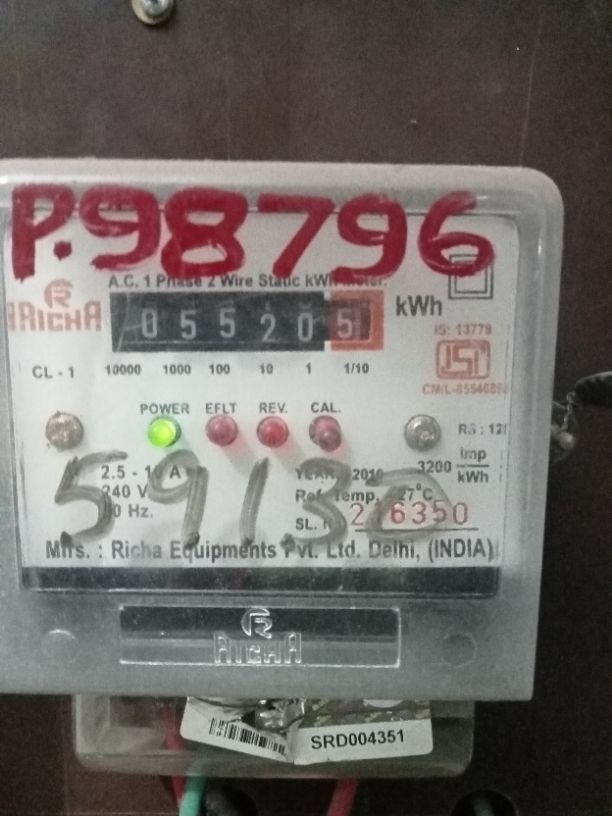 P.98796
A.C. 1 Phase 2 Wire Static kWh Meter.
RICHA
055205
kWh
IS: 13779
ISI
CL - 1
10000 1000 100 10 1 1/10
POWER EFLT REV. CAL.
59132
2.5 - 10 A
240 V.
50 Hz.
YEAR 2010
3200 Imp/kWh
Ref. Temp. 27°C
SL. N 216350
Mfrs. : Richa Equipments Pvt. Ltd. Delhi, (INDIA)
RICHA
SRD004351